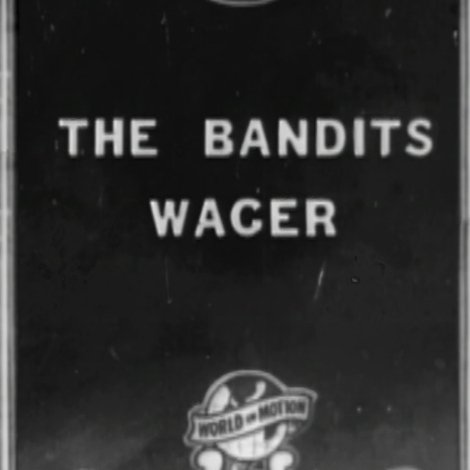 THE BANDITS
WAGER
WORLD IN MOTION